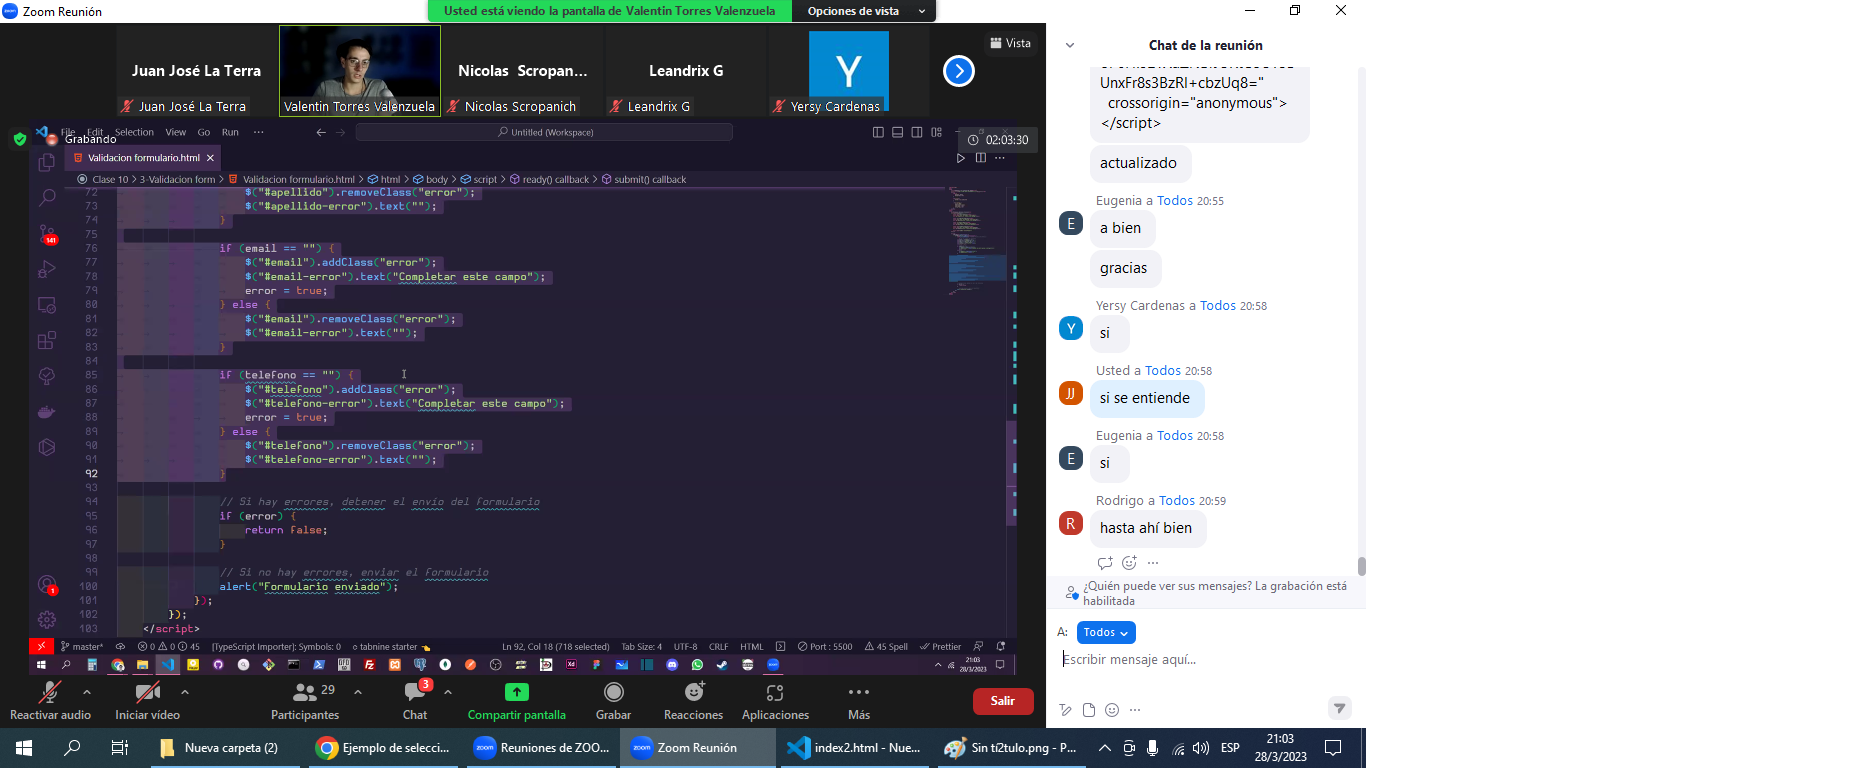 Zoom Reunión
Usted está viendo la pantalla de Valentin Torres Valenzuela
Opciones de vista
Juan José La Terra
Juan José La Terra
Valentin Torres Valenzuela
Nicolas Scropan...
Nicolas Scropanich
Leandrix G
Leandrix G
Y
Yersy Cardenas
Vista
File Edit Selection View Go Run ...
Untitled (Workspace)
Grabando
02:03:30
Validacion formulario.html
Clase 10 > 3-Validacion form > Validacion formulario.html > html > body > script > ready() callback > submit() callback
72 $("#apellido").removeClass("error");
73 $("#apellido-error").text("");
74 }
75
76 if (email == "") {
77 $("#email").addClass("error");
78 $("#email-error").text("Completar este campo");
79 error = true;
80 } else {
81 $("#email").removeClass("error");
82 $("#email-error").text("");
83 }
84
85 if (telefono == "") {
86 $("#telefono").addClass("error");
87 $("#telefono-error").text("Completar este campo");
88 error = true;
89 } else {
90 $("#telefono").removeClass("error");
91 $("#telefono-error").text("");
92 }
93
94 // Si hay errores, detener el envio del formulario
95 if (error) {
96 return false;
97 }
98
99 // Si no hay errores, enviar el formulario
100 alert("Formulario enviado");
101 });
102 });
103 </script>
141
1
master*
0 0 45
[TypeScript Importer]: Symbols: 0
tabnine starter
Ln 92, Col 18 (718 selected)
Tab Size: 4
UTF-8
CRLF
HTML
Port : 5500
45 Spell
Prettier
21:03
28/3/2023
Reactivar audio
Iniciar vídeo
Participantes
29
Chat
3
Compartir pantalla
Grabar
Reacciones
Aplicaciones
Más
Salir
Chat de la reunión
UnxFr8s3BzRl+cbzUq8="
crossorigin="anonymous">
</script>
actualizado
Eugenia a Todos 20:55
E
a bien
gracias
Yersy Cardenas a Todos 20:58
Y
si
Usted a Todos 20:58
JJ
si se entiende
Eugenia a Todos 20:58
E
si
Rodrigo a Todos 20:59
R
hasta ahí bien
¿Quién puede ver sus mensajes? La grabación está
habilitada
A: Todos
Escribir mensaje aquí...
Nueva carpeta (2)
Ejemplo de selecci...
zoom
Reuniones de ZOO...
zoom
Zoom Reunión
index2.html - Nue...
Sin tí2tulo.png - P...
ESP
21:03
28/3/2023